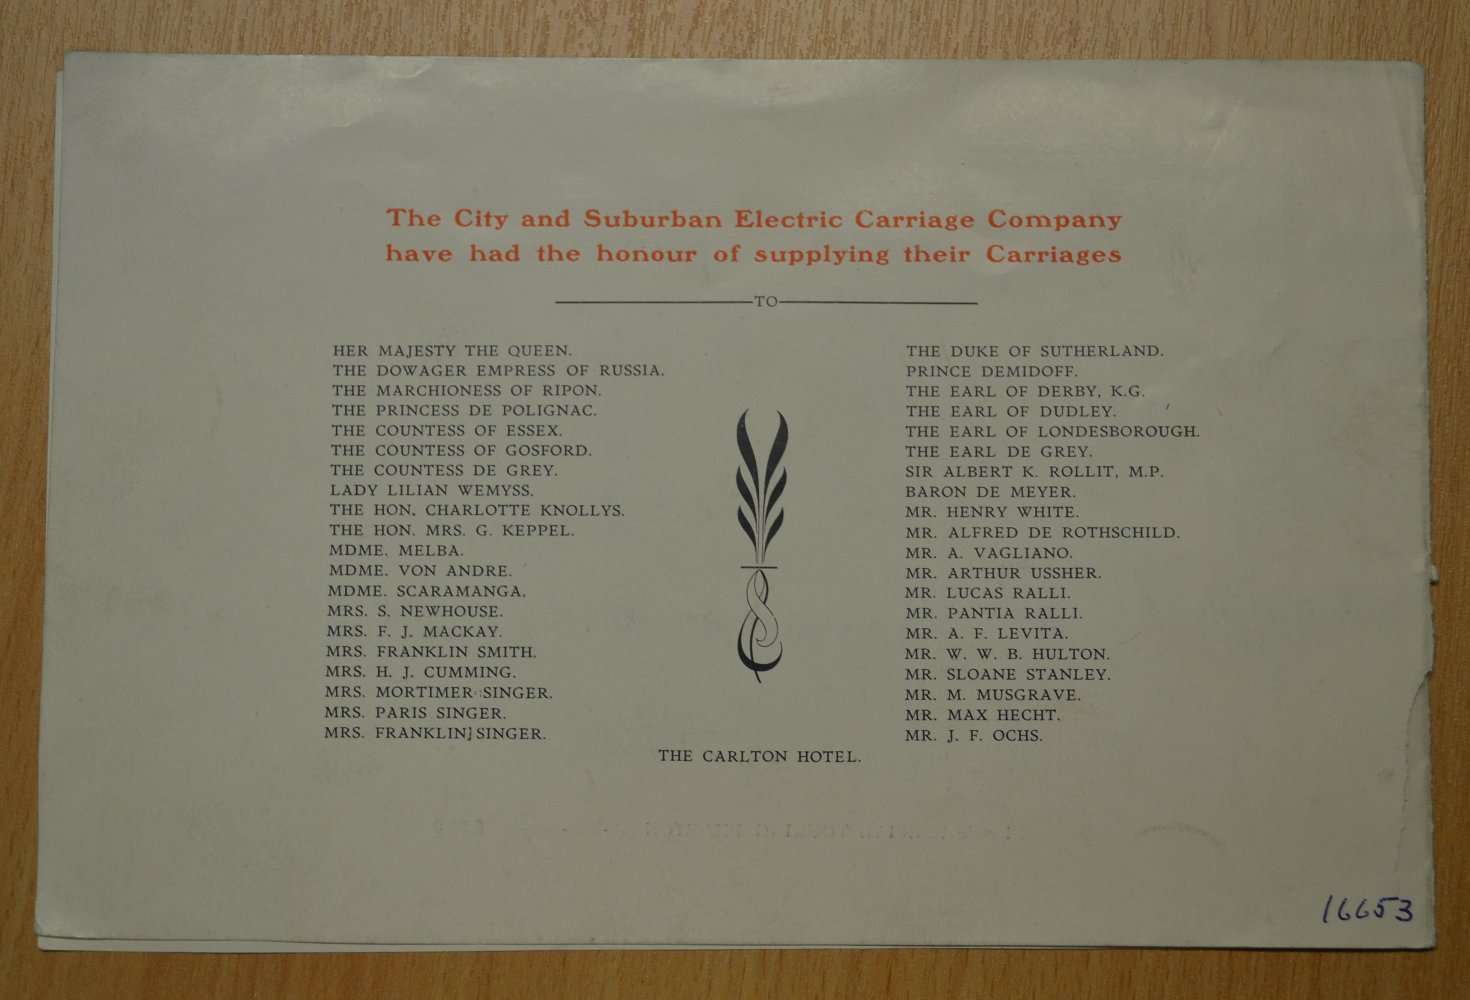 The City and Suburban Electric Carriage Company
have had the honour of supplying their Carriages
TO
HER MAJESTY THE QUEEN.
THE DOWAGER EMPRESS OF RUSSIA.
THE MARCHIONESS OF RIPON.
THE PRINCESS DE POLIGNAC.
THE COUNTESS OF ESSEX.
THE COUNTESS OF GOSFORD.
THE COUNTESS DE GREY.
LADY LILIAN WEMYSS.
THE HON. CHARLOTTE KNOLLYS.
THE HON. MRS. G. KEPPEL.
MDME. MELBA.
MDME. VON ANDRE.
MDME. SCARAMANGA.
MRS. S. NEWHOUSE.
MRS. F. J. MACKAY.
MRS. FRANKLIN SMITH.
MRS. H. J. CUMMING.
MRS. MORTIMER SINGER.
MRS. PARIS SINGER.
MRS. FRANKLIN SINGER.
THE DUKE OF SUTHERLAND.
PRINCE DEMIDOFF.
THE EARL OF DERBY, K.G.
THE EARL OF DUDLEY.
THE EARL OF LONDESBOROUGH.
THE EARL DE GREY.
SIR ALBERT K. ROLLIT, M.P.
BARON DE MEYER.
MR. HENRY WHITE.
MR. ALFRED DE ROTHSCHILD.
MR. A. VAGLIANO.
MR. ARTHUR USSHER.
MR. LUCAS RALLI.
MR. PANTIA RALLI.
MR. A. F. LEVITA.
MR. W. W. B. HULTON.
MR. SLOANE STANLEY.
MR. M. MUSGRAVE.
MR. MAX HECHT.
MR. J. F. OCHS.
THE CARLTON HOTEL.
16653